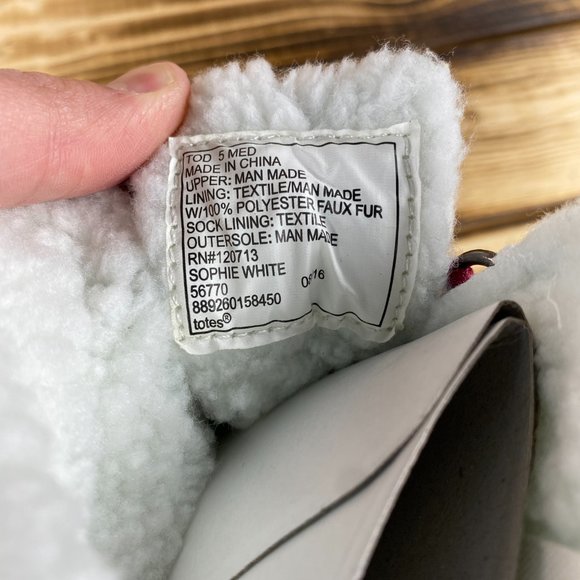 TOD 5 MED
MADE IN CHINA
UPPER: MAN MADE
LINING: TEXTILE/MAN MADE
W/100% POLYESTER FAUX FUR
SOCK LINING: TEXTILE
OUTERSOLE: MAN MADE
RN#120713
SOPHIE WHITE
56770
889260158450
totes®